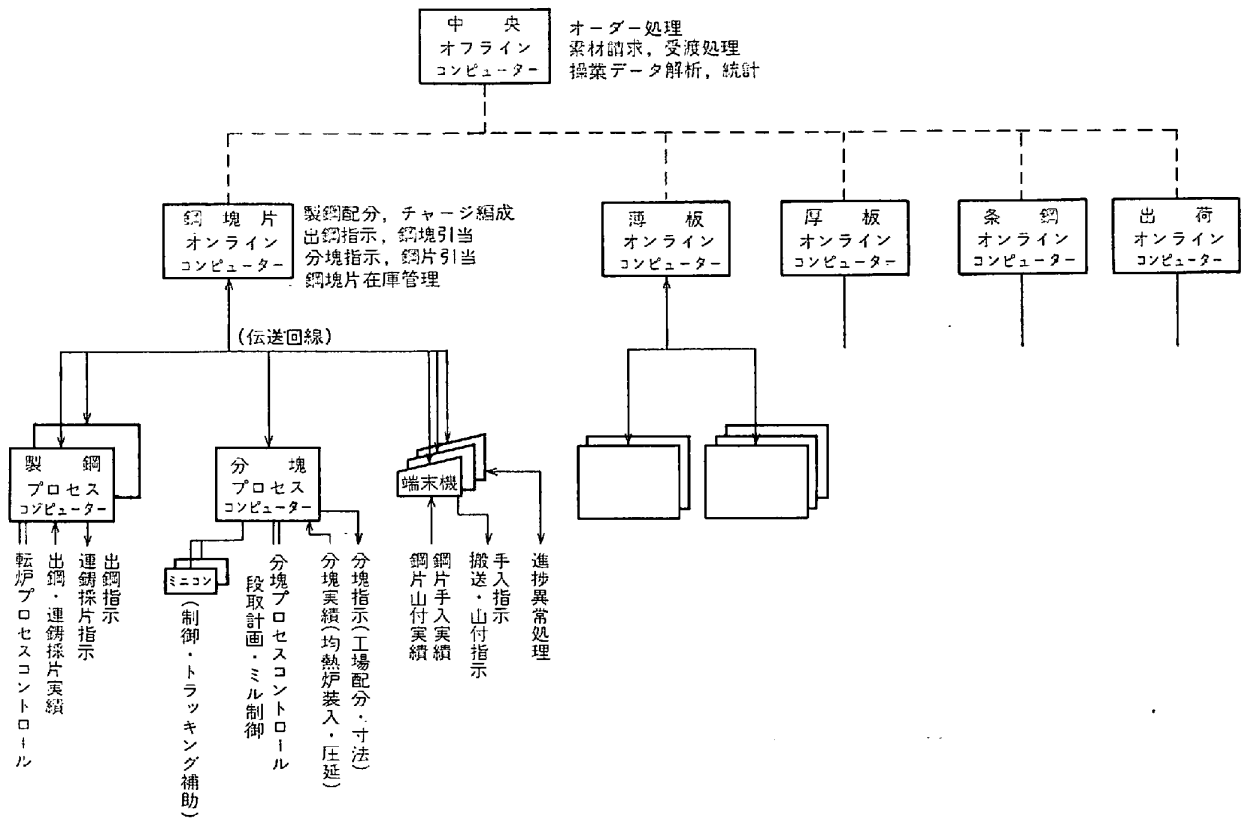 中央
オフライン
コンピューター
オーダー処理
素材請求，受渡処理
操業データ解析，統計
鋼塊片
オンライン
コンピューター
製鋼配分，チャージ編成
出鋼指示，鋼塊引当
分塊指示，鋼片引当
鋼塊片在庫管理
薄板
オンライン
コンピューター
厚板
オンライン
コンピューター
条鋼
オンライン
コンピューター
出荷
オンライン
コンピューター
(伝送回線)
製鋼
プロセス
コンピューター
分塊
プロセス
コンピューター
端末機
ミニコン
転炉プロセスコントロール
出鋼・連鋳採片実績
連鋳採片指示
出鋼指示
(制御・トラッキング補助)
段取計画・ミル制御
分塊プロセスコントロール
分塊実績(均熱炉装入・圧延)
分塊指示(工場配分・寸法)
鋼片山付実績
鋼片手入実績
搬送・山付指示
手入指示
進捗異常処理